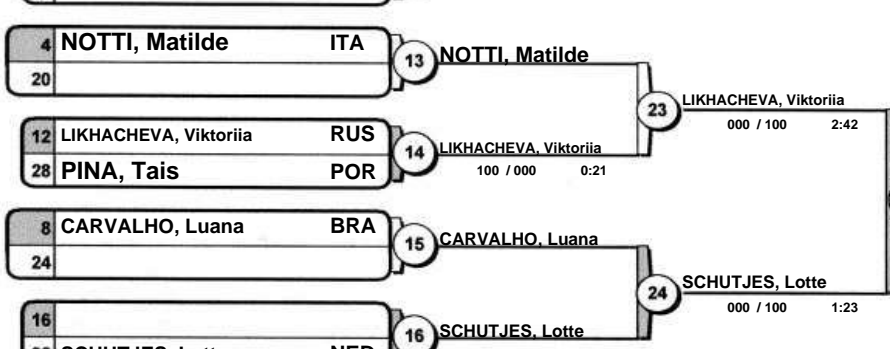 4 NOTTI, Matilde ITA
20
13 NOTTI, Matilde
23 LIKHACHEVA, Viktoriia
000 / 100 2:42
12 LIKHACHEVA, Viktoriia RUS
28 PINA, Tais POR
14 LIKHACHEVA, Viktoriia
100 / 000 0:21
8 CARVALHO, Luana BRA
24
15 CARVALHO, Luana
24 SCHUTJES, Lotte
000 / 100 1:23
16
16 SCHUTJES, Lotte